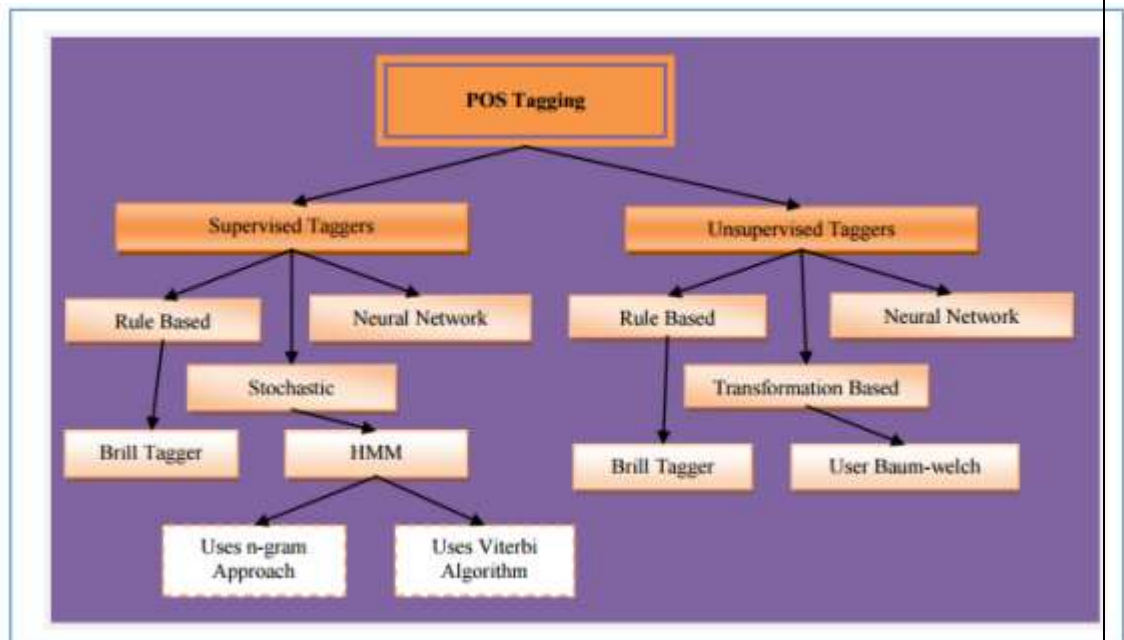 POS Tagging
Supervised Taggers
Unsupervised Taggers
Rule Based
Neural Network
Rule Based
Neural Network
Stochastic
Transformation Based
Brill Tagger
HMM
Brill Tagger
User Baum-welch
Uses n-gram
Approach
Uses Viterbi
Algorithm